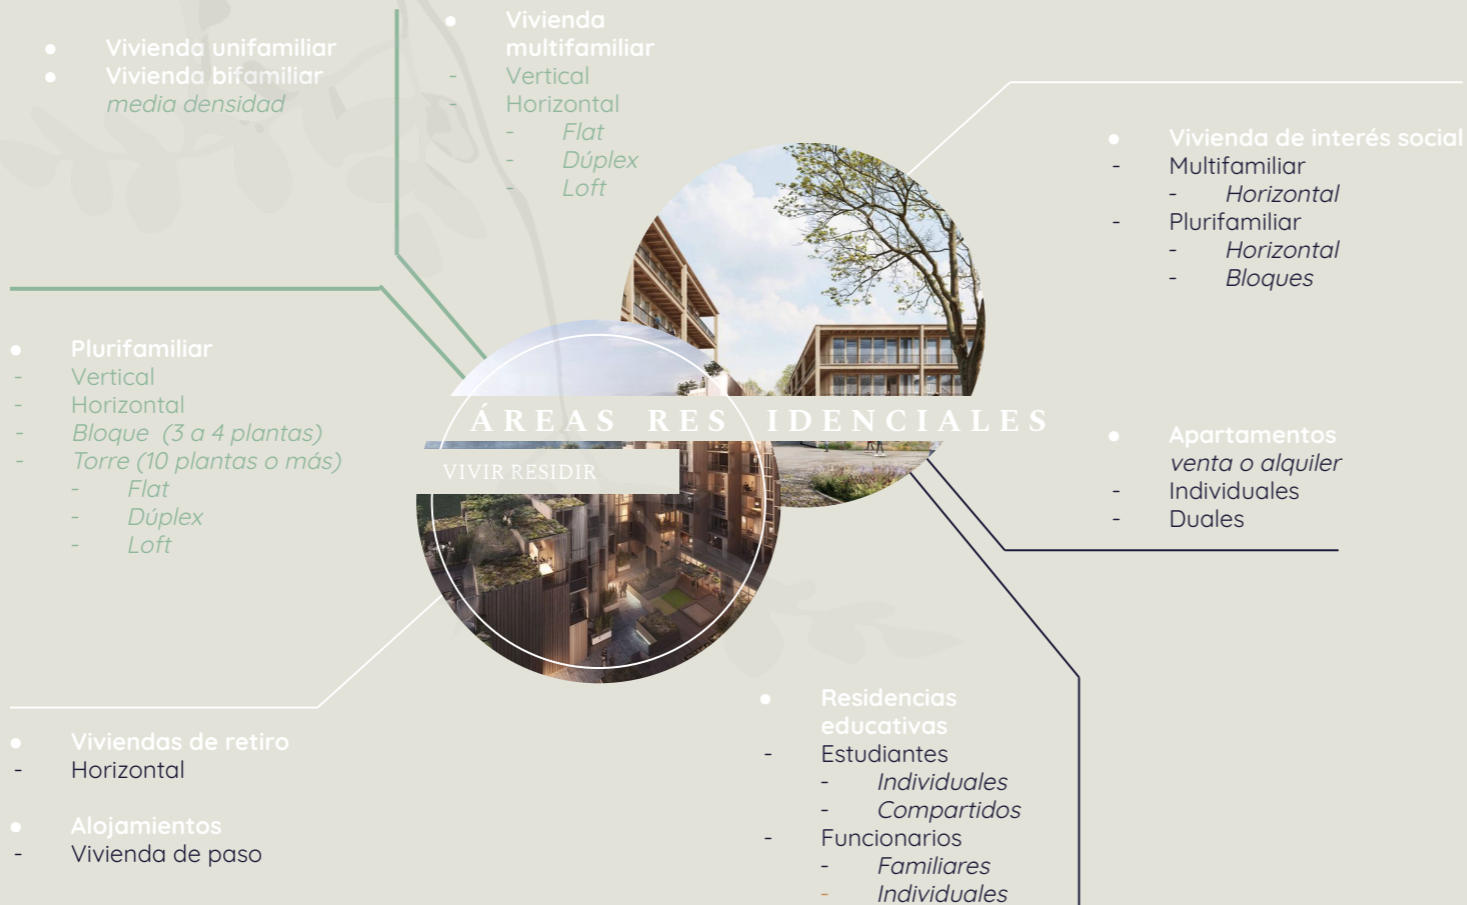 ● Vivienda unifamiliar
● Vivienda bifamiliar
media densidad
● Vivienda
multifamiliar
- Vertical
- Horizontal
- Flat
- Dúplex
- Loft
● Vivienda de interés social
- Multifamiliar
- Horizontal
- Plurifamiliar
- Horizontal
- Bloques
● Plurifamiliar
- Vertical
- Horizontal
- Bloque (3 a 4 plantas)
- Torre (10 plantas o más)
- Flat
- Dúplex
- Loft
ÁREAS RES IDENCIALES
VIVIR RESIDIR
● Apartamentos
venta o alquiler
- Individuales
- Duales
● Viviendas de retiro
- Horizontal
● Alojamientos
- Vivienda de paso
● Residencias
educativas
- Estudiantes
- Individuales
- Compartidos
- Funcionarios
- Familiares
- Individuales